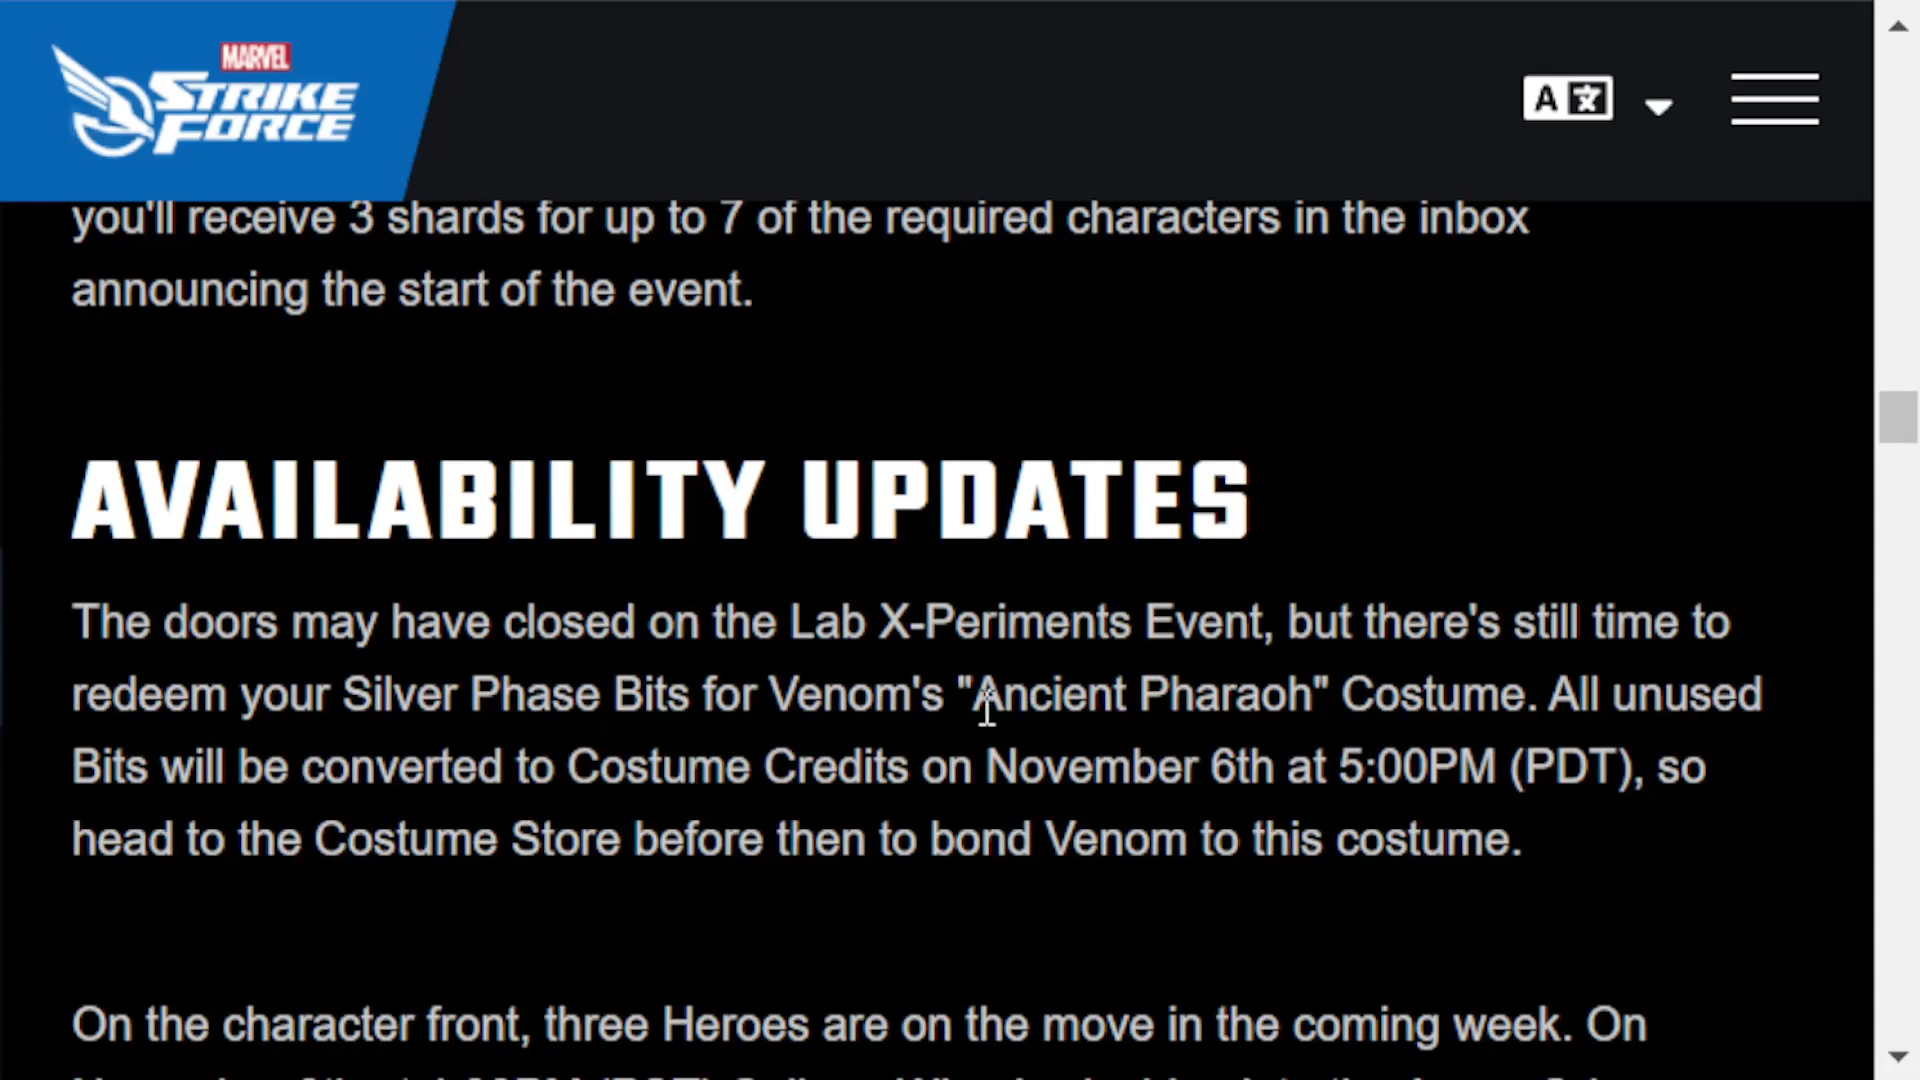 MARVEL
STRIKE
FORCE
A 文
you'll receive 3 shards for up to 7 of the required characters in the inbox
announcing the start of the event.
AVAILABILITY UPDATES
The doors may have closed on the Lab X-Periments Event, but there's still time to
redeem your Silver Phase Bits for Venom's "Ancient Pharaoh" Costume. All unused
Bits will be converted to Costume Credits on November 6th at 5:00PM (PDT), so
head to the Costume Store before then to bond Venom to this costume.
On the character front, three Heroes are on the move in the coming week. On